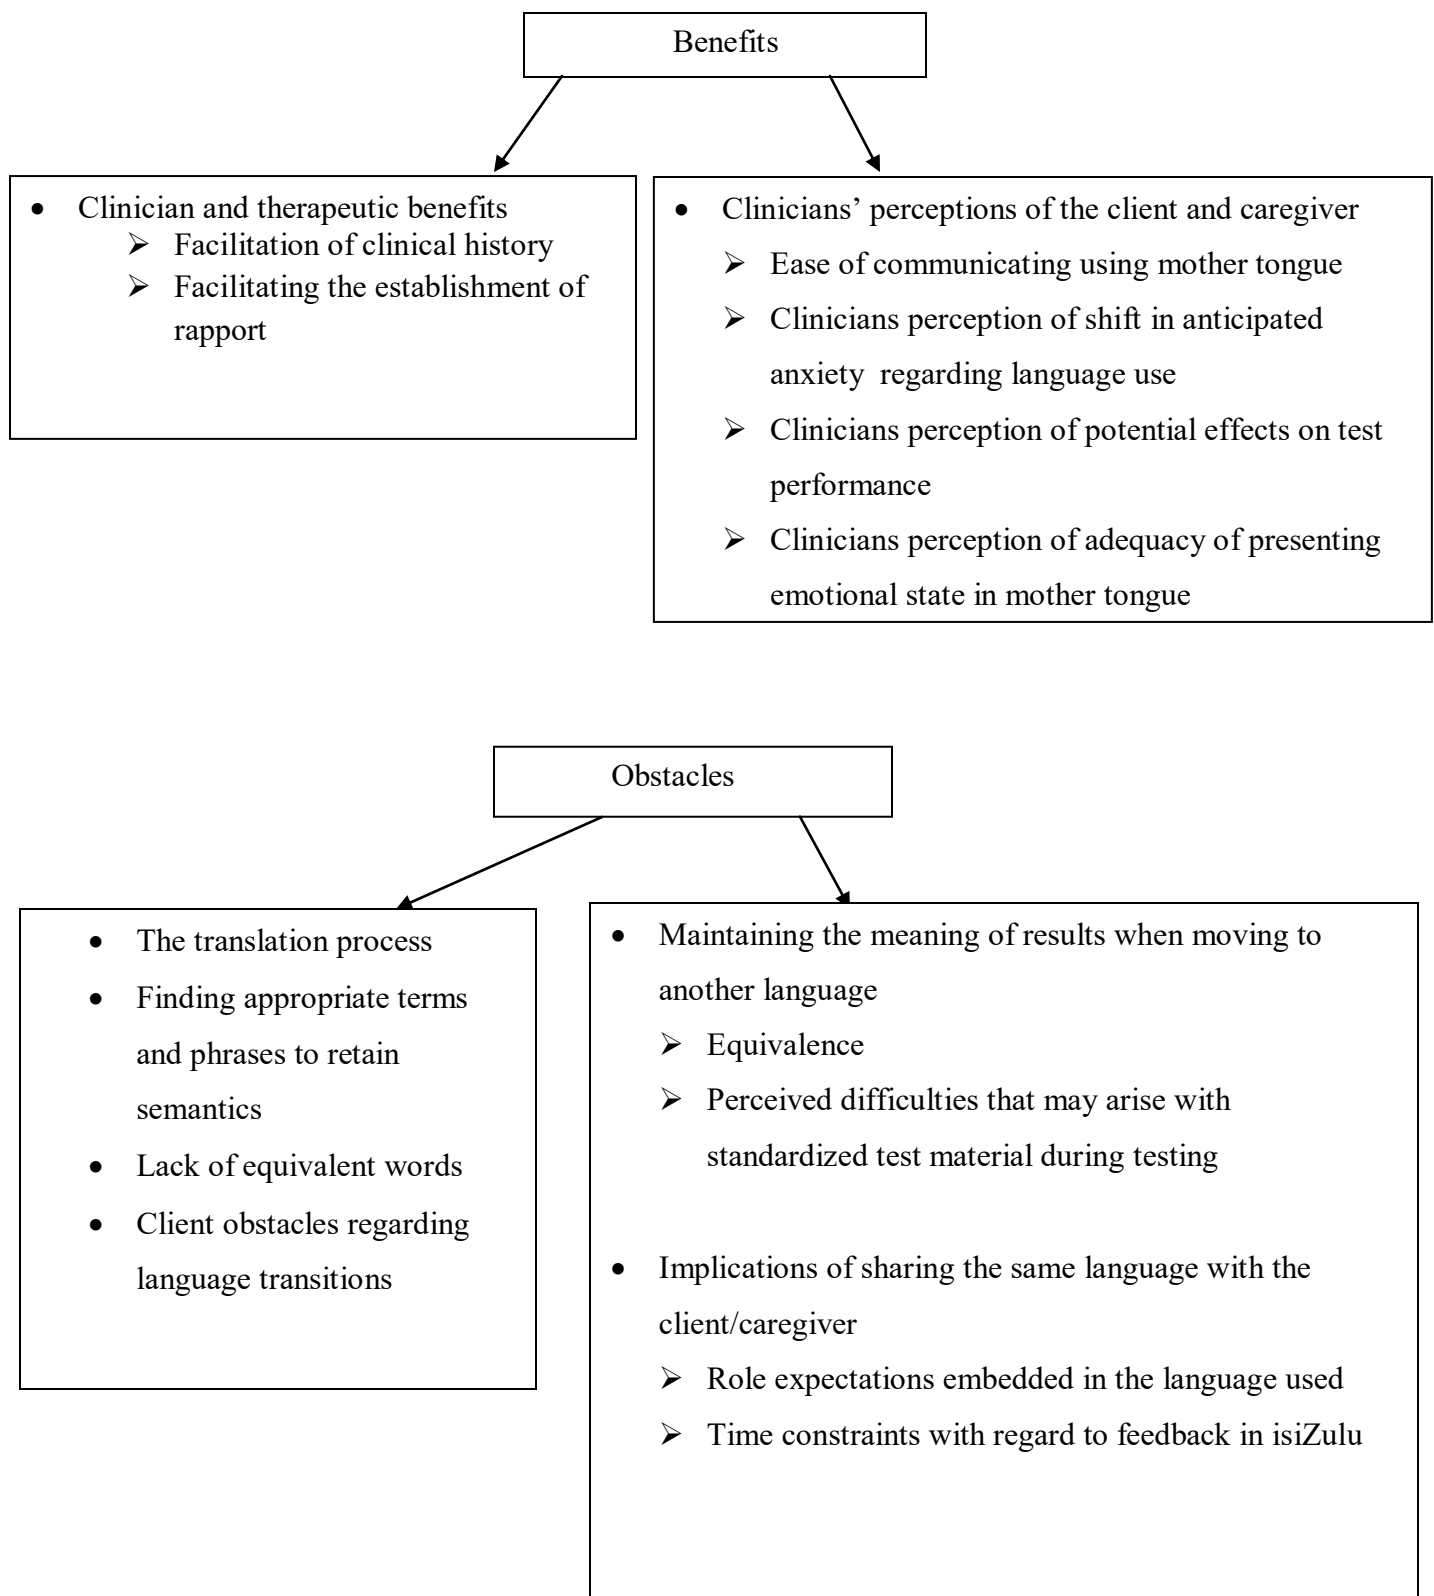 Benefits
• Clinician and therapeutic benefits
➢ Facilitation of clinical history
➢ Facilitating the establishment of
rapport
• Clinicians’ perceptions of the client and caregiver
➢ Ease of communicating using mother tongue
➢ Clinicians perception of shift in anticipated
anxiety regarding language use
➢ Clinicians perception of potential effects on test
performance
➢ Clinicians perception of adequacy of presenting
emotional state in mother tongue
Obstacles
• The translation process
• Finding appropriate terms
and phrases to retain
semantics
• Lack of equivalent words
• Client obstacles regarding
language transitions
• Maintaining the meaning of results when moving to
another language
➢ Equivalence
➢ Perceived difficulties that may arise with
standardized test material during testing
• Implications of sharing the same language with the
client/caregiver
➢ Role expectations embedded in the language used
➢ Time constraints with regard to feedback in isiZulu